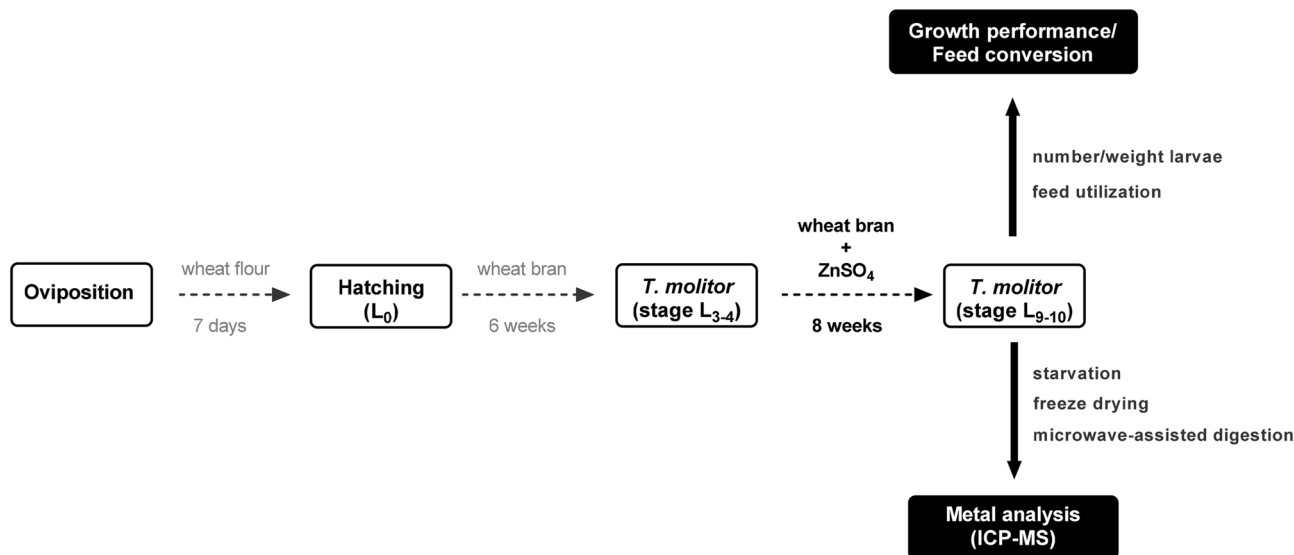 Growth performance/
Feed conversion
number/weight larvae
feed utilization
Oviposition
wheat flour
7 days
Hatching
(L₀)
wheat bran
6 weeks
T. molitor
(stage L₃₋₄)
wheat bran
+
ZnSO₄
8 weeks
T. molitor
(stage L₉₋₁₀)
starvation
freeze drying
microwave-assisted digestion
Metal analysis
(ICP-MS)